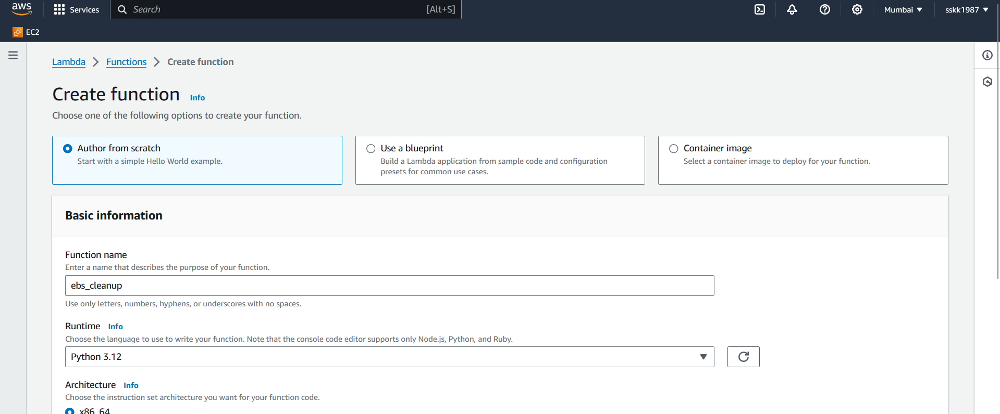 aws
Services
Search
[Alt+S]
Mumbai
sskk1987
EC2
Lambda
Functions
Create function
Create function
Info
Choose one of the following options to create your function.
Author from scratch
Start with a simple Hello World example.
Use a blueprint
Build a Lambda application from sample code and configuration
presets for common use cases.
Container image
Select a container image to deploy for your function.
Basic information
Function name
Enter a name that describes the purpose of your function.
ebs_cleanup
Use only letters, numbers, hyphens, or underscores with no spaces.
Runtime Info
Choose the language to use to write your function. Note that the console code editor supports only Node.js, Python, and Ruby.
Python 3.12
Architecture Info
Choose the instruction set architecture you want for your function code.
x86_64